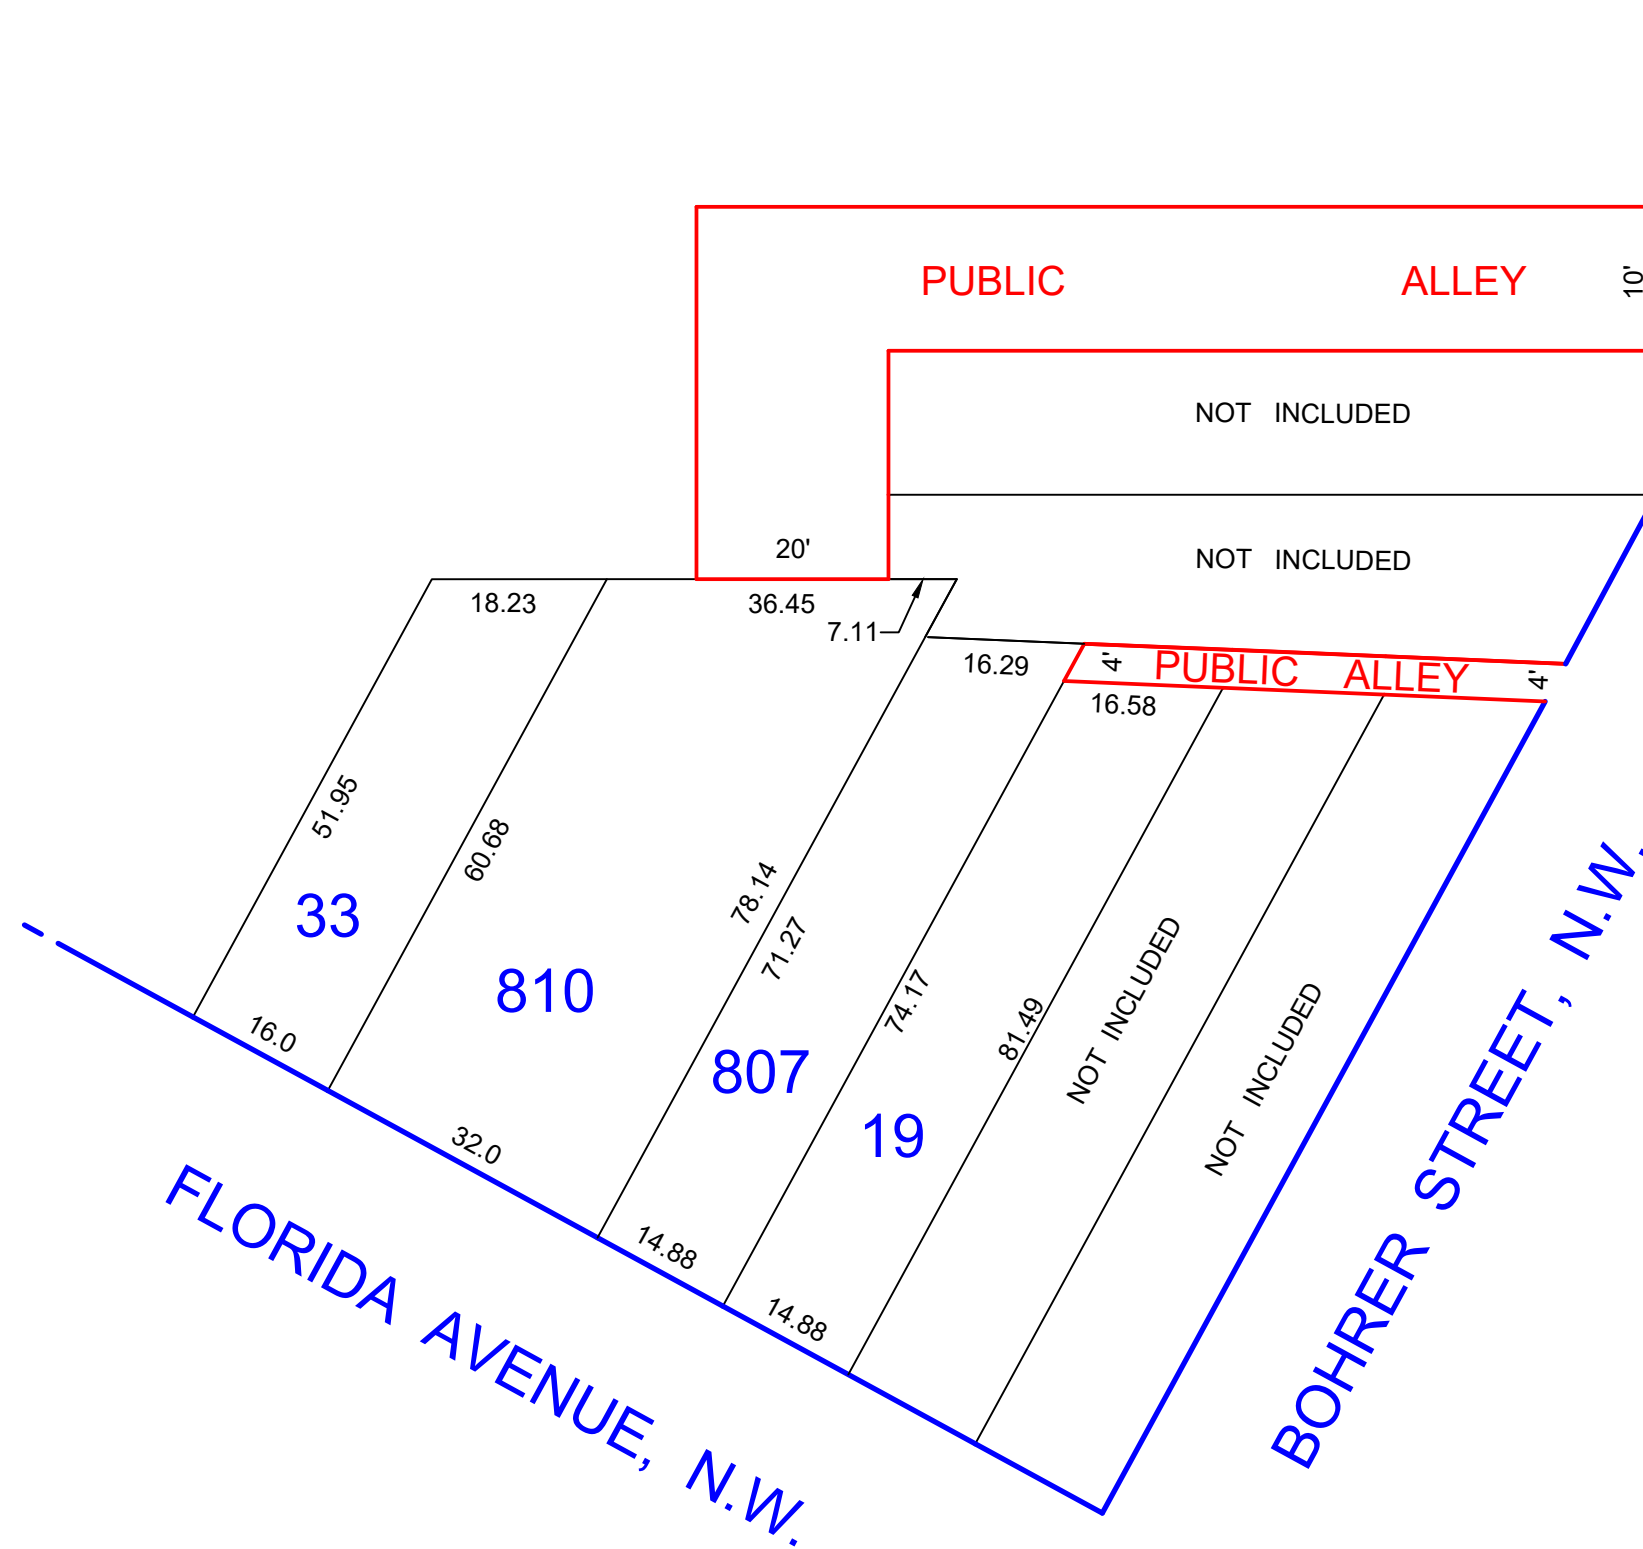 PUBLIC ALLEY 10'
NOT INCLUDED
20'
NOT INCLUDED
18.23
36.45
7.11
16.29
4'
PUBLIC ALLEY
4'
16.58
51.95
60.68
78.14
71.27
74.17
81.49
NOT INCLUDED
NOT INCLUDED
33
810
807
19
16.0
32.0
14.88
14.88
FLORIDA AVENUE, N.W.
BOHRER STREET, N.W.